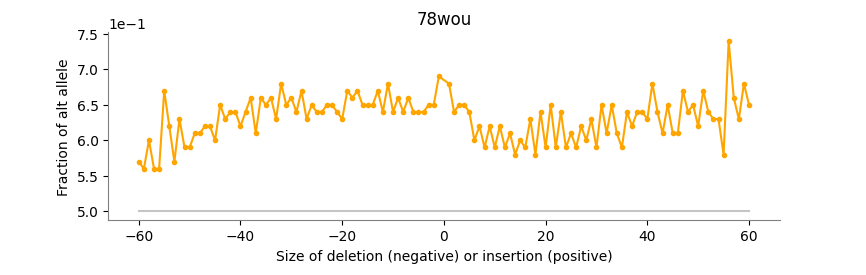 78wou
1e−1
7.5
7.0
6.5
6.0
5.5
5.0
Fraction of alt allele
−60 −40 −20 0 20 40 60
Size of deletion (negative) or insertion (positive)